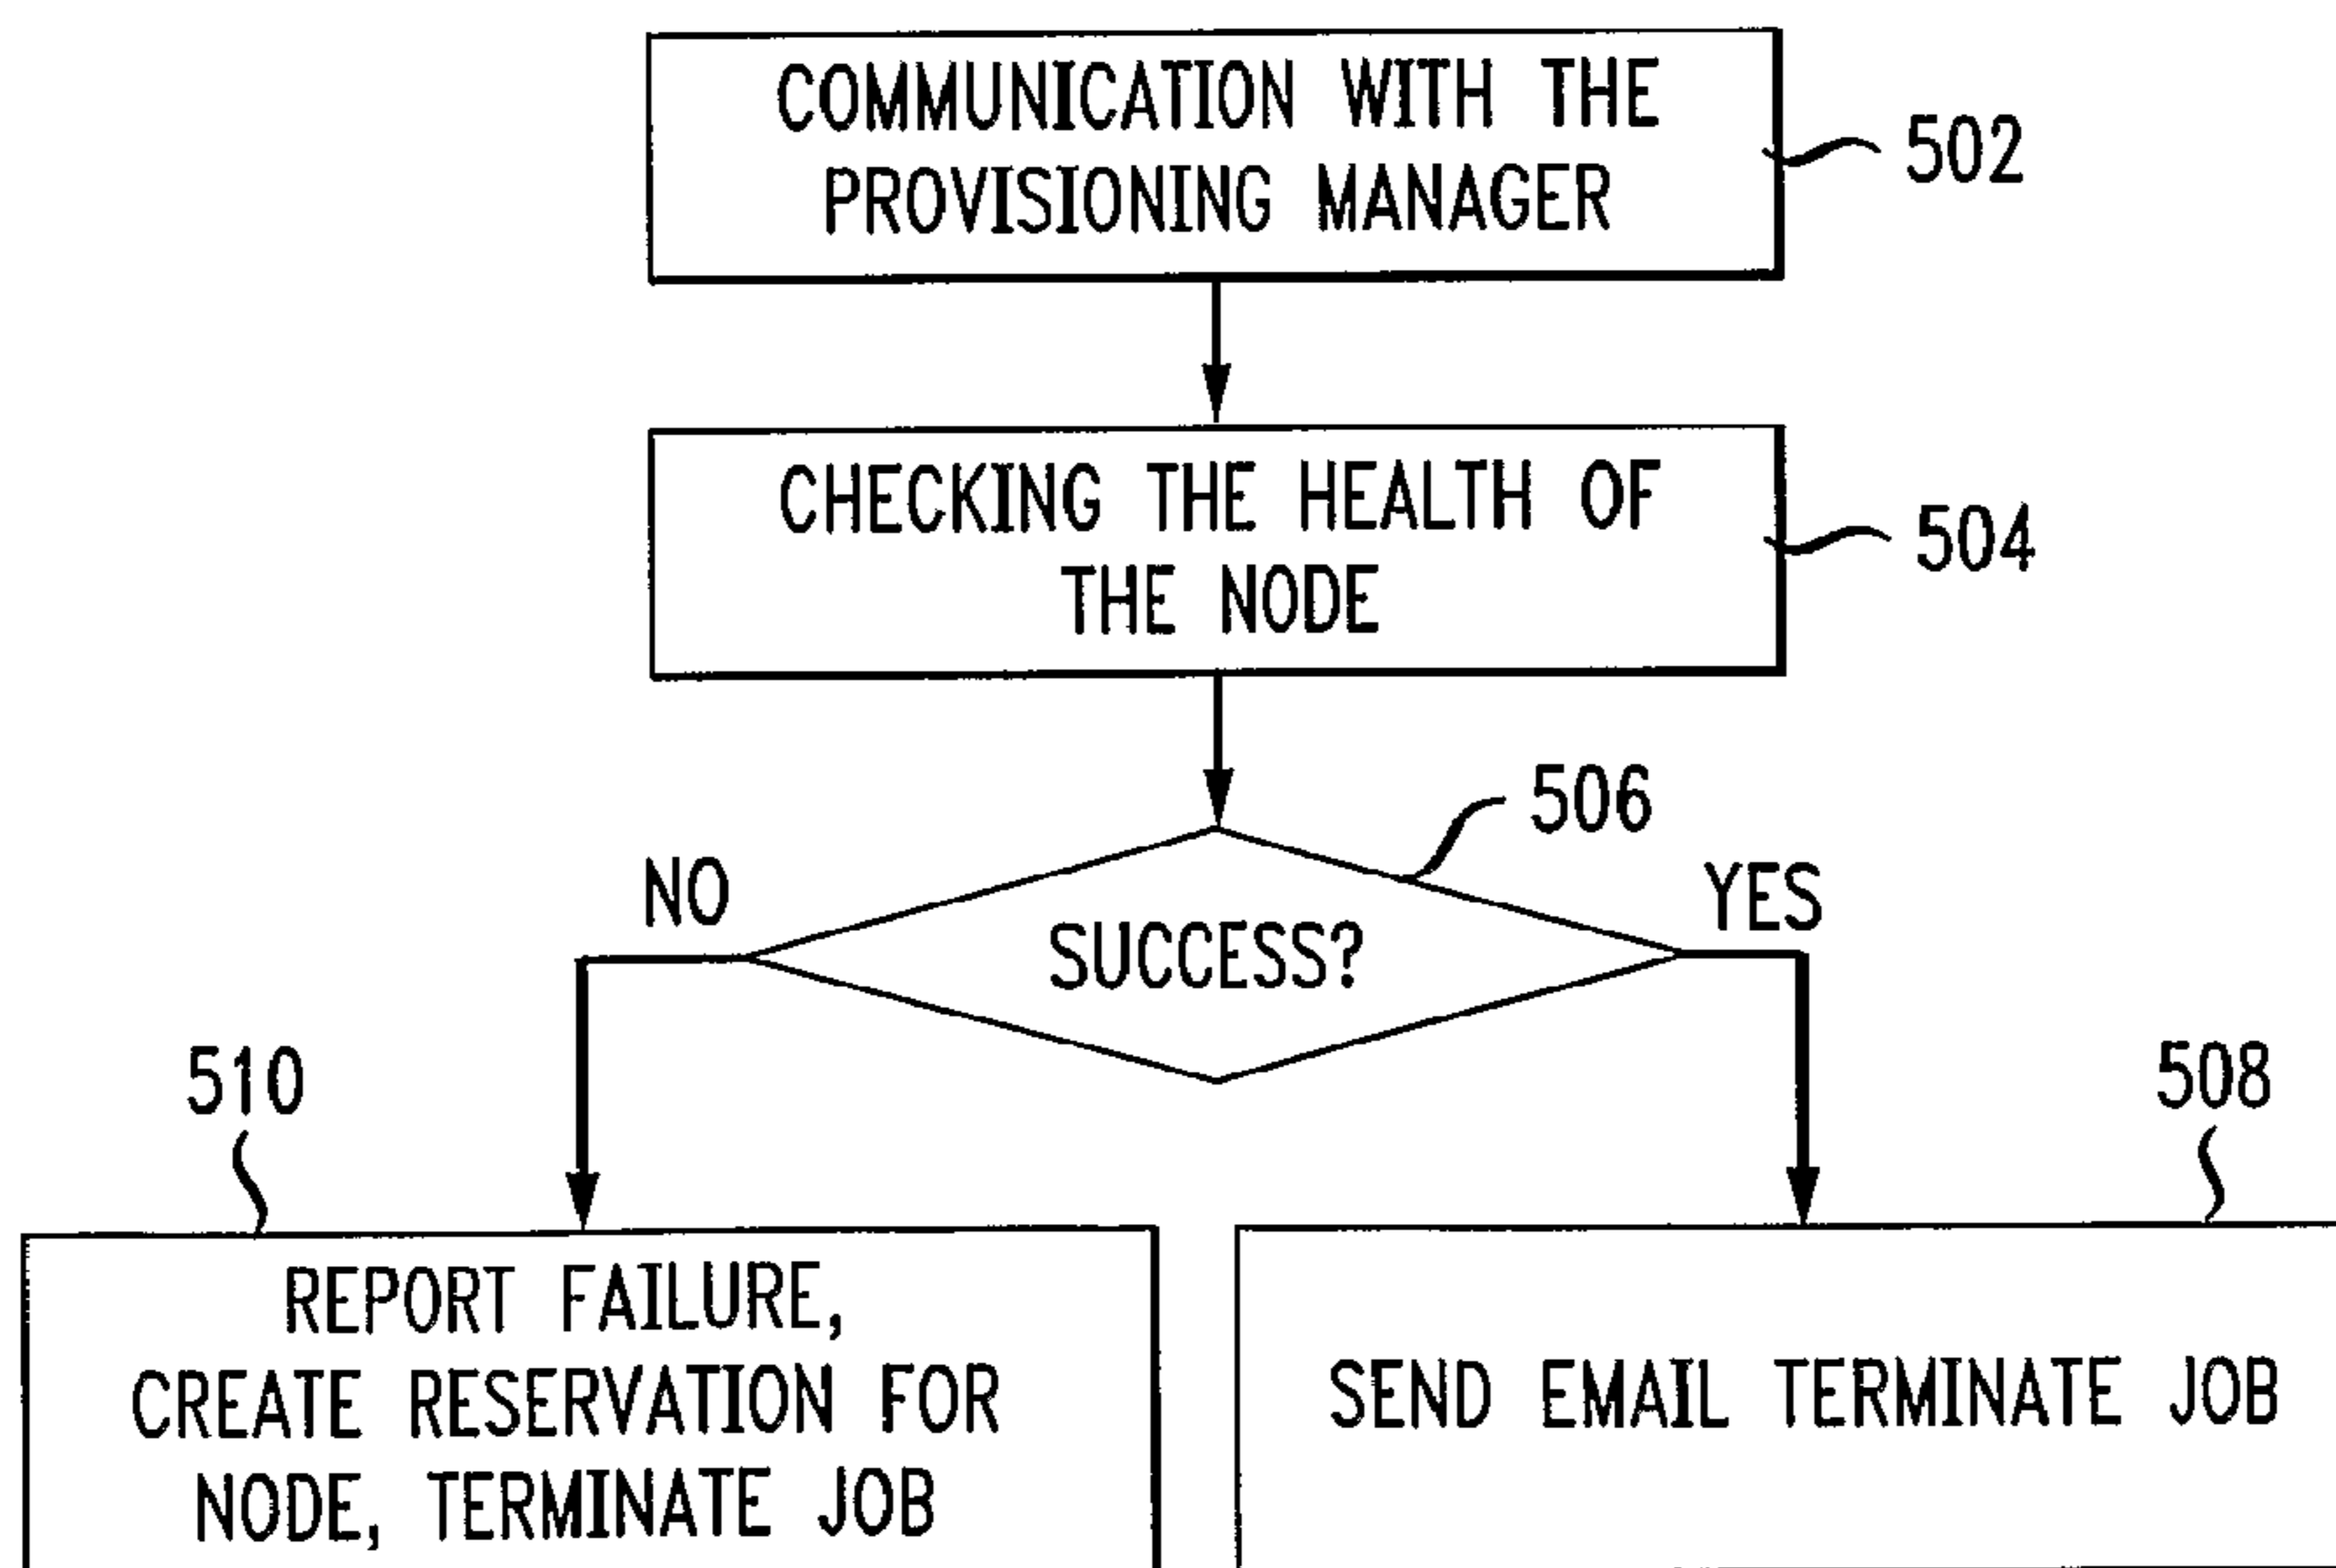 COMMUNICATION WITH THE
PROVISIONING MANAGER
502
CHECKING THE HEALTH OF
THE NODE
504
506
NO
YES
SUCCESS?
510
508
REPORT FAILURE,
CREATE RESERVATION FOR
NODE, TERMINATE JOB
SEND EMAIL TERMINATE JOB